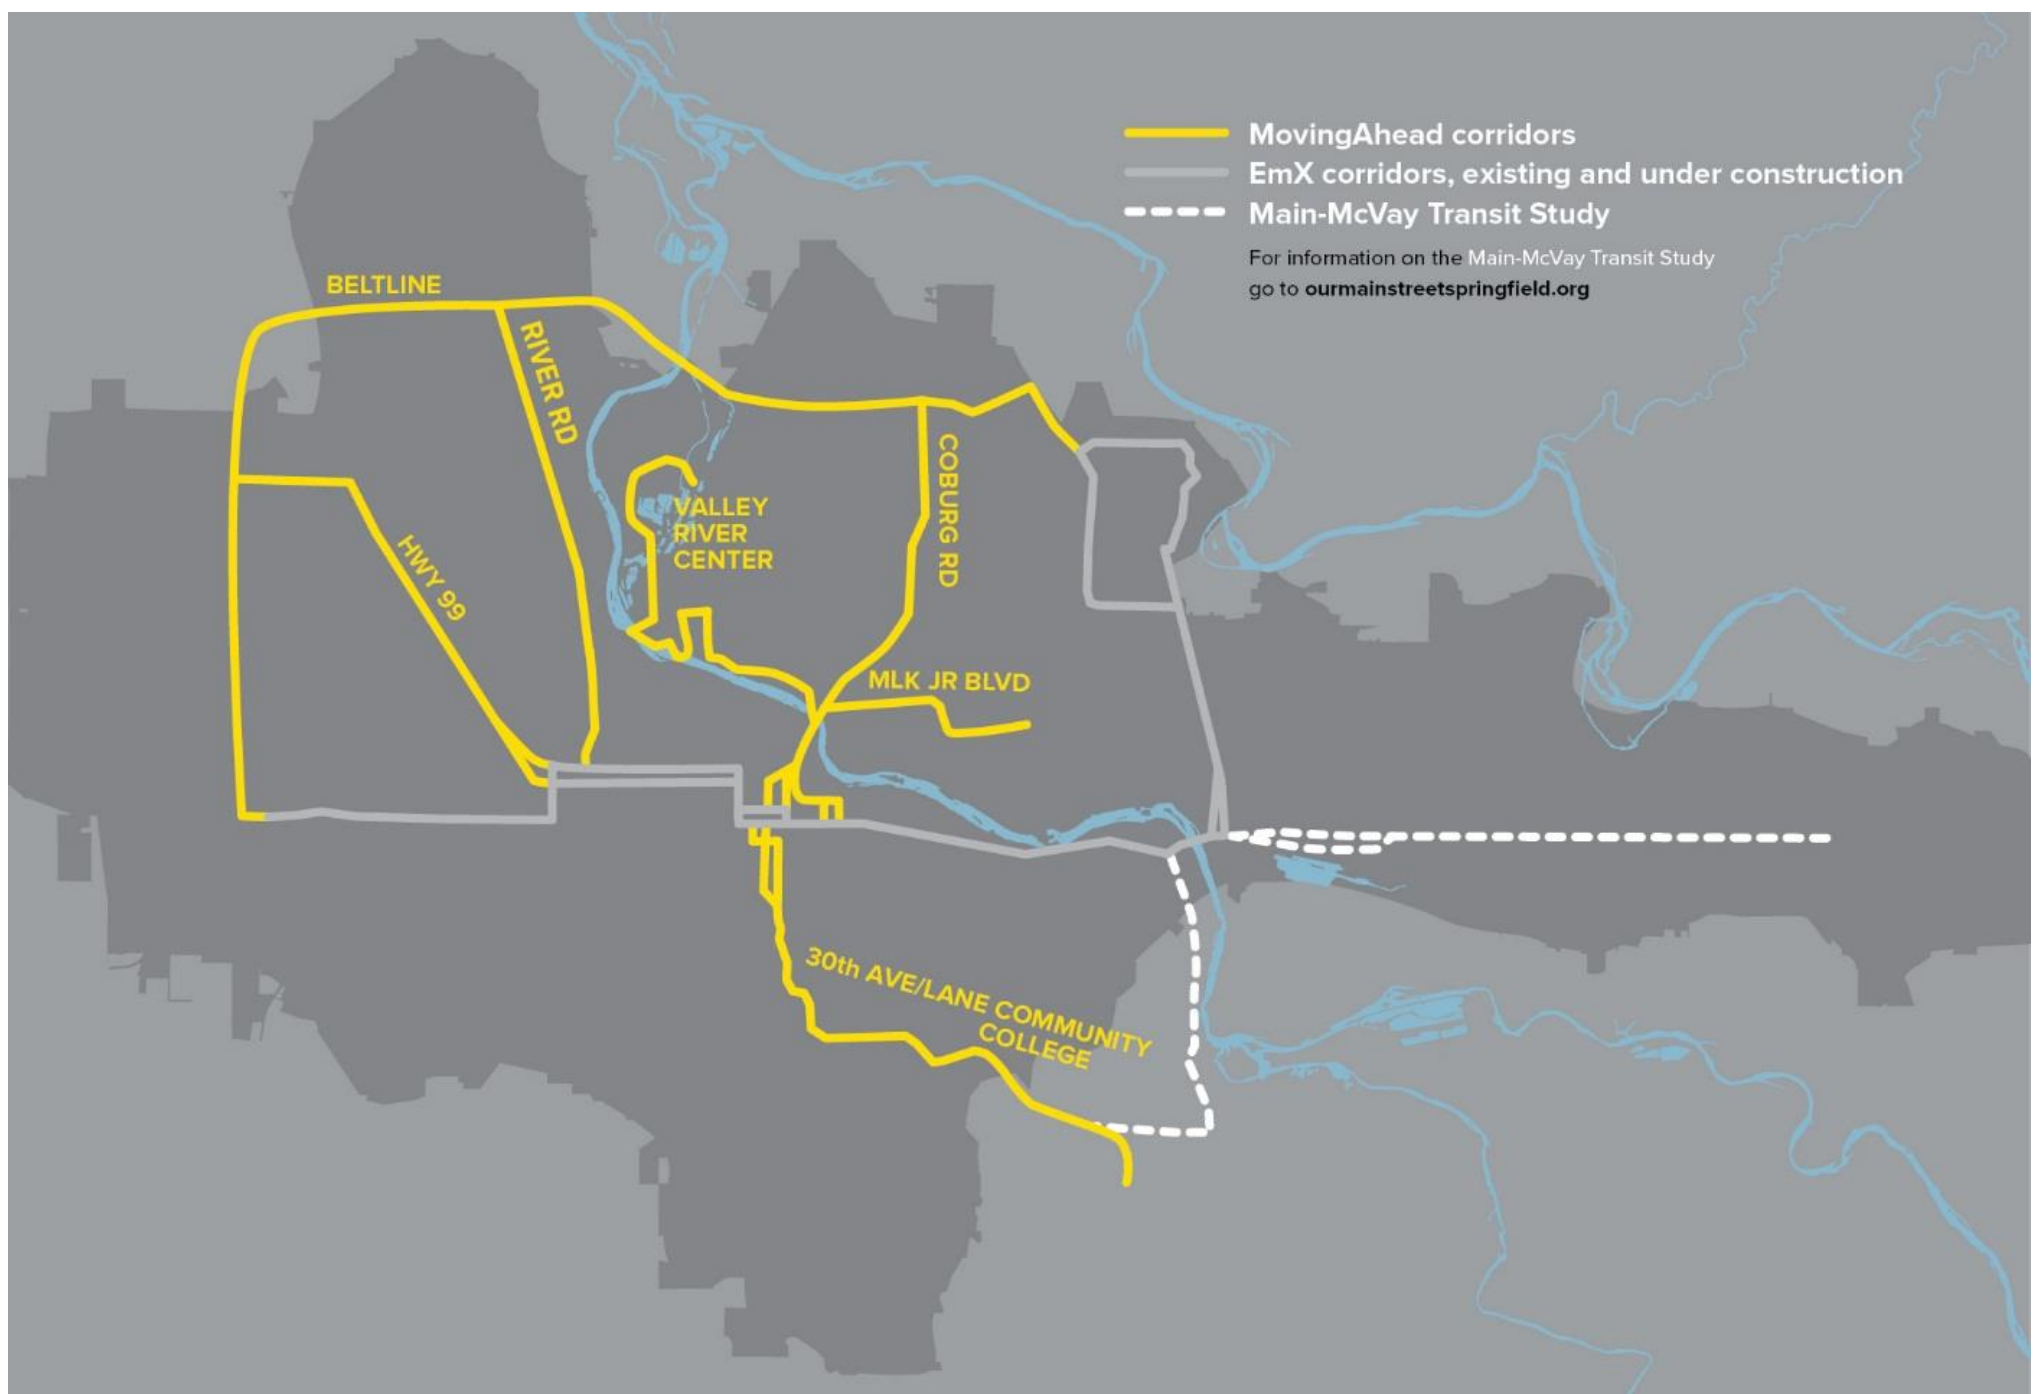 MovingAhead corridors
EmX corridors, existing and under construction
Main-McVay Transit Study
For information on the Main-McVay Transit Study
go to ourmainstreetspringfield.org
BELTLINE
RIVER RD
HWY 99
VALLEY
RIVER
CENTER
COBURG RD
MLK JR BLVD
30th AVE/LANE COMMUNITY
COLLEGE